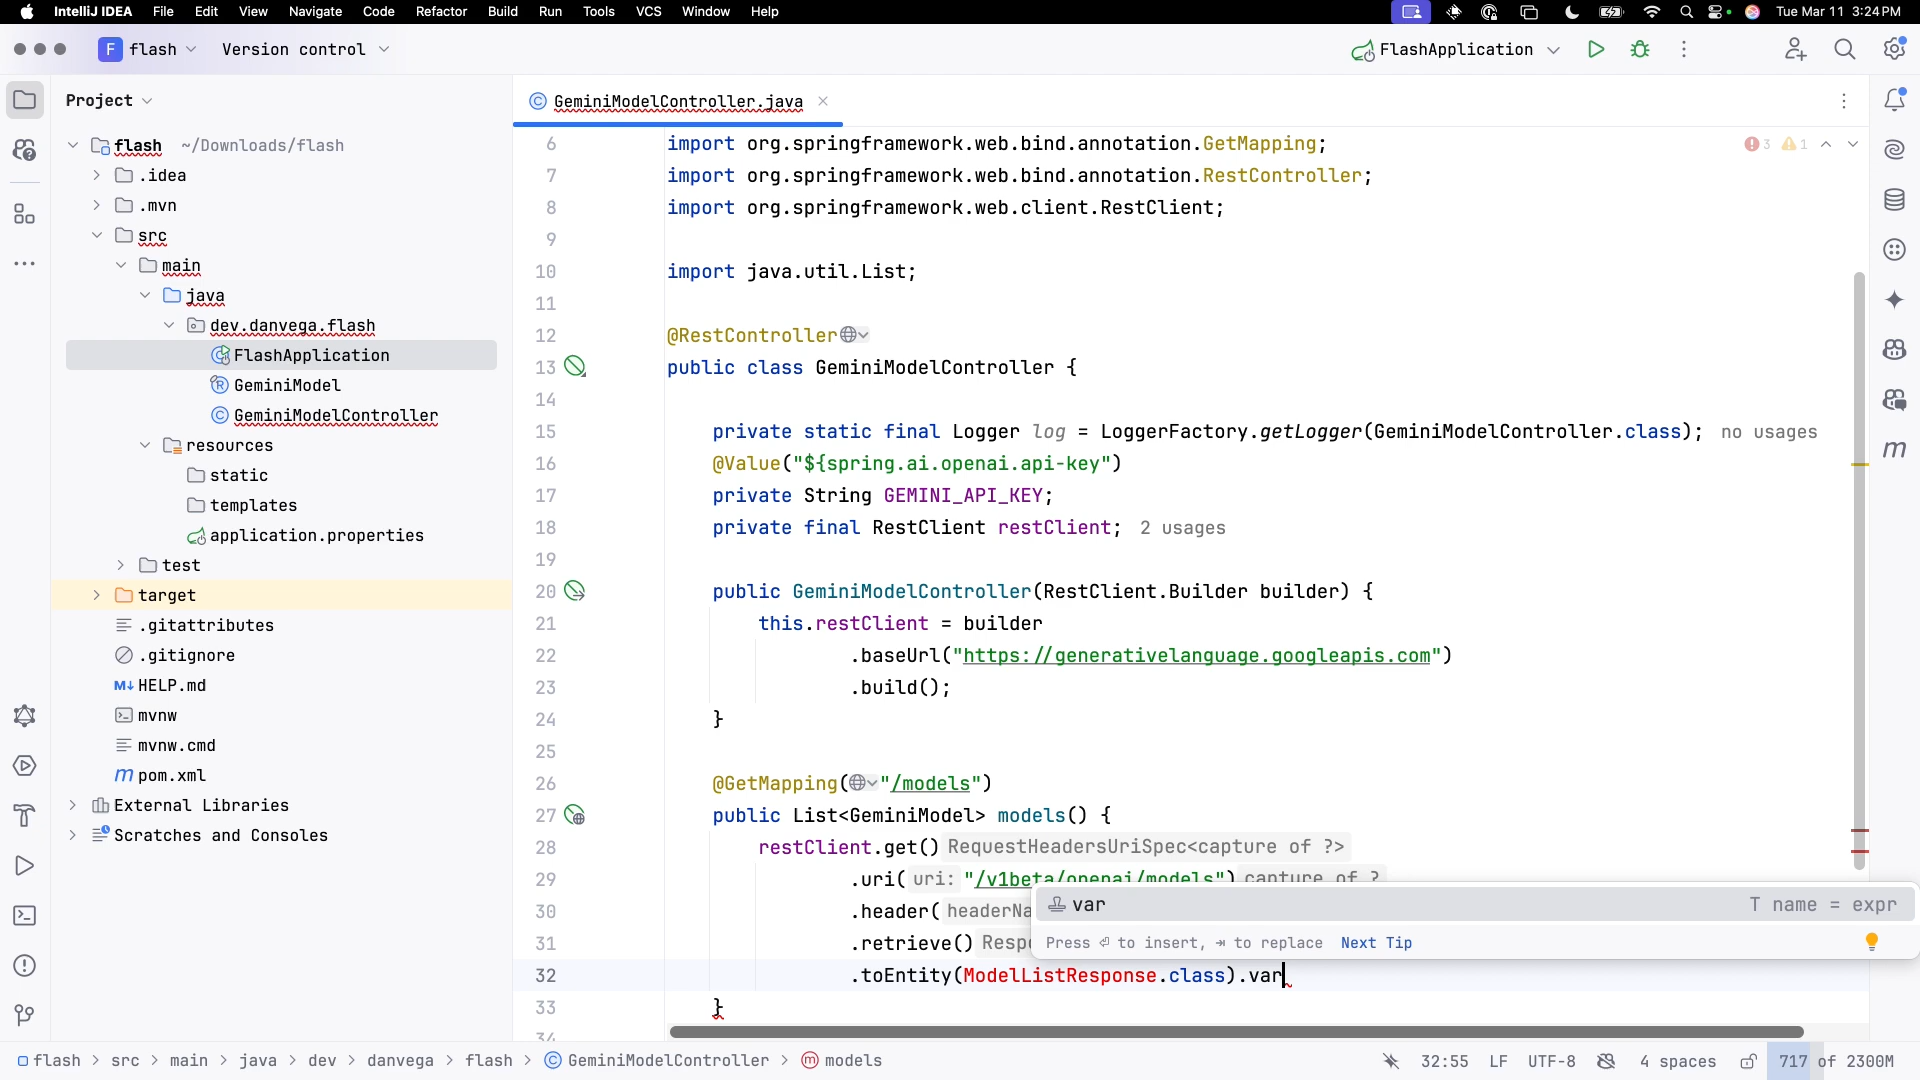 IntelliJ IDEA File Edit View Navigate Code Refactor Build Run Tools VCS Window Help Tue Mar 11 3:24 PM
F flash Version control FlashApplication
Project
GeminiModelController.java
flash ~/Downloads/flash
.idea
.mvn
src
main
java
dev.danvega.flash
FlashApplication
GeminiModel
GeminiModelController
resources
static
templates
application.properties
test
target
.gitattributes
.gitignore
M↓ HELP.md
mvnw
mvnw.cmd
m pom.xml
External Libraries
Scratches and Consoles
3 1
6 import org.springframework.web.bind.annotation.GetMapping;
7 import org.springframework.web.bind.annotation.RestController;
8 import org.springframework.web.client.RestClient;
9
10 import java.util.List;
11
12 @RestController
13 public class GeminiModelController {
14
15 private static final Logger log = LoggerFactory.getLogger(GeminiModelController.class); no usages
16 @Value("${spring.ai.openai.api-key")
17 private String GEMINI_API_KEY;
18 private final RestClient restClient; 2 usages
19
20 public GeminiModelController(RestClient.Builder builder) {
21 this.restClient = builder
22 .baseUrl("https://generativelanguage.googleapis.com")
23 .build();
24 }
25
26 @GetMapping("/models")
27 public List<GeminiModel> models() {
28 restClient.get() RequestHeadersUriSpec<capture of ?>
29 .uri( uri: "/v1beta/openai/models") capture of ?
30 .header( headerNa
31 .retrieve() Respo
32 .toEntity(ModelListResponse.class).var
33 }
34
var T name = expr
Press ⏎ to insert, ⇥ to replace Next Tip
flash > src > main > java > dev > danvega > flash > GeminiModelController > m models 32:55 LF UTF-8 4 spaces 717 of 2300M